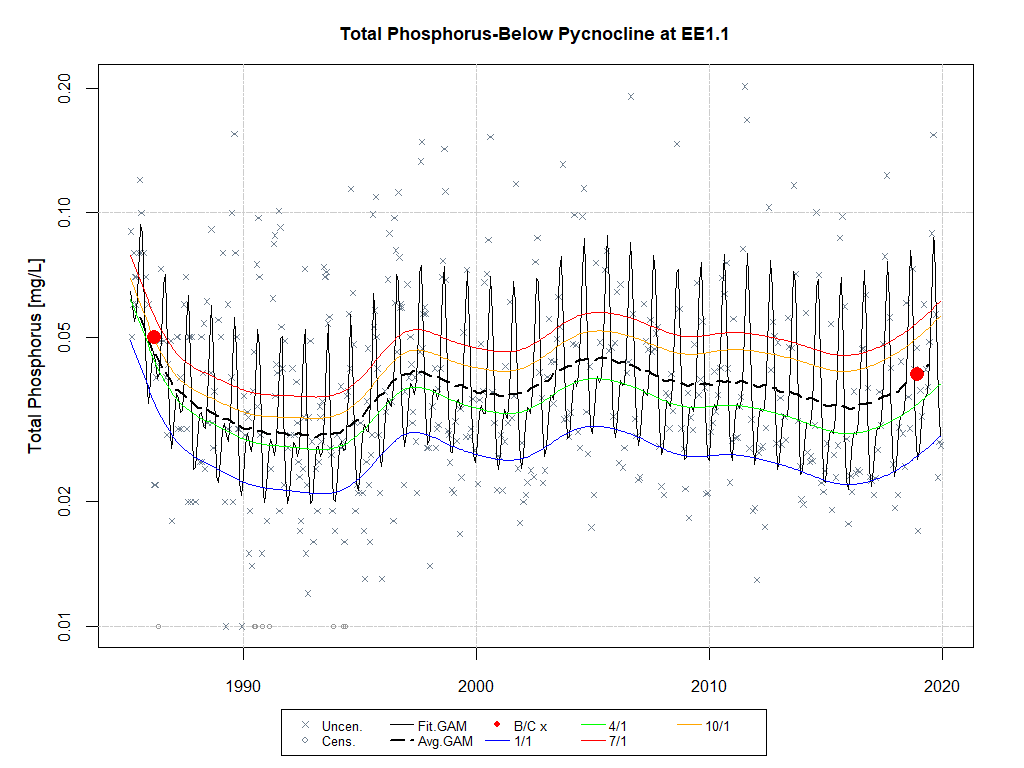 Total Phosphorus-Below Pycnocline at EE1.1
Total Phosphorus [mg/L]
0.20
0.10
0.05
0.02
0.01
1990 2000 2010 2020
Uncen. Fit.GAM B/C x 4/1 10/1
Cens. Avg.GAM 1/1 7/1